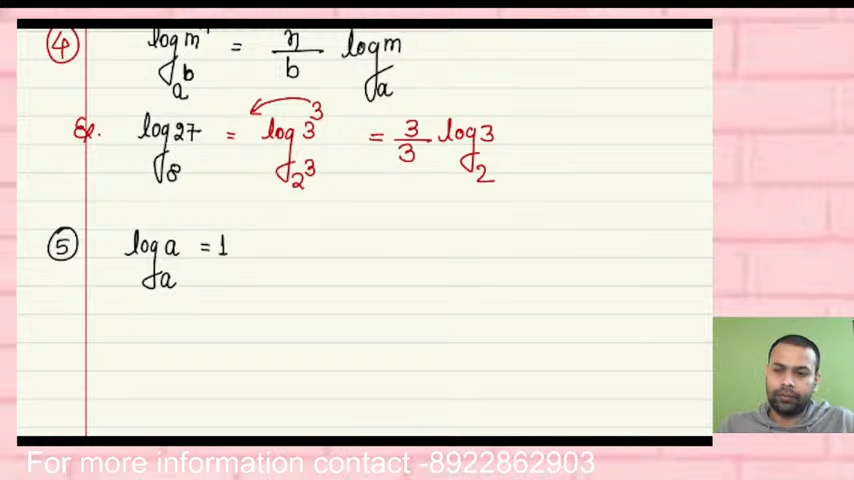 ④ log_{a^b} m^n = n/b log_a m
Ex. log_8 27 = log_{2^3} 3^3 = 3/3 log_2 3
⑤ log_a a = 1
For more information contact -8922862903